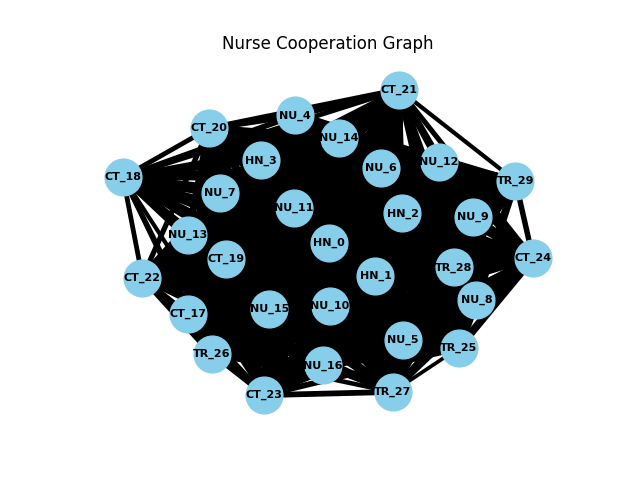 Nurse Cooperation Graph
CT_21
NU_4
CT_20
NU_14
HN_3
NU_12
NU_6
CT_18
TR_29
NU_7
NU_11
HN_2
NU_9
NU_13
HN_0
CT_19
CT_24
TR_28
HN_1
CT_22
NU_8
NU_10
NU_15
CT_17
NU_5
TR_25
TR_26
NU_16
TR_27
CT_23